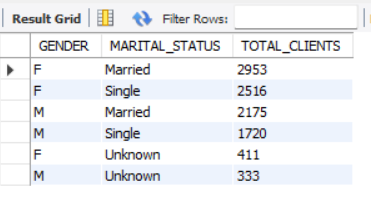 Result Grid Filter Rows:
GENDER MARITAL_STATUS TOTAL_CLIENTS
F Married 2953
F Single 2516
M Married 2175
M Single 1720
F Unknown 411
M Unknown 333